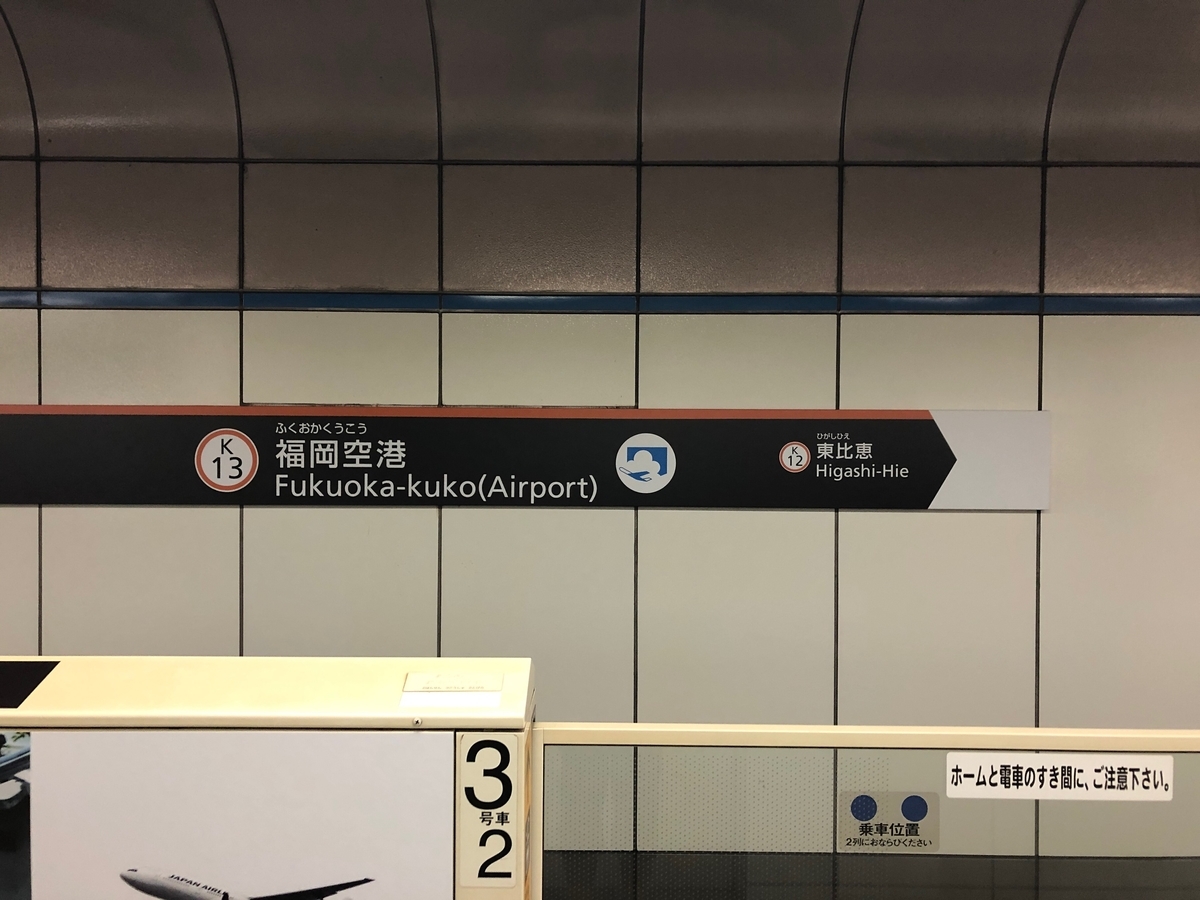 K
13
ふくおかくうこう
福岡空港
Fukuoka-kuko(Airport)
K
12
ひがしひえ
東比恵
Higashi-Hie
3
号車
2
ホームと電車のすき間に、ご注意下さい。
乗車位置
2列におならびください
JAPAN AIRL